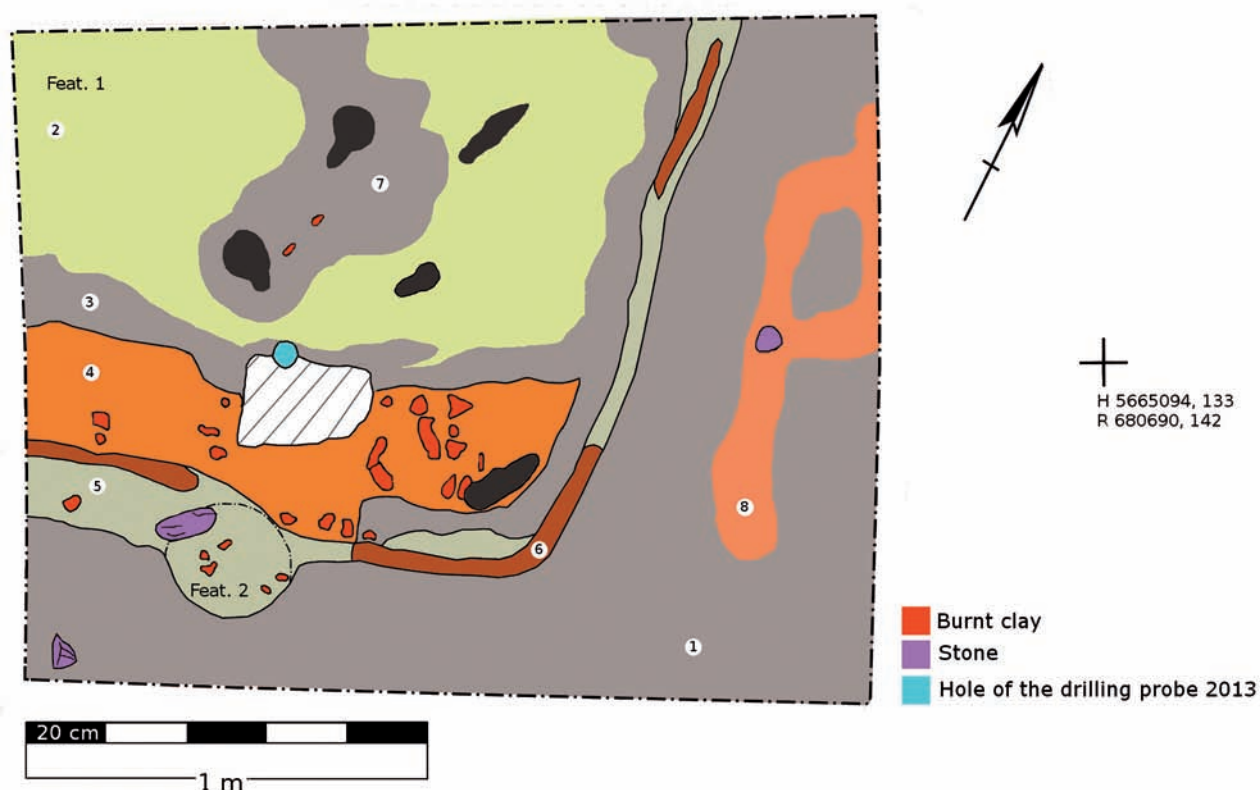 Feat. 1
2
7
3
4
5
Feat. 2
6
8
1
H 5665094, 133
R 680690, 142
Burnt clay
Stone
Hole of the drilling probe 2013
20 cm
1 m